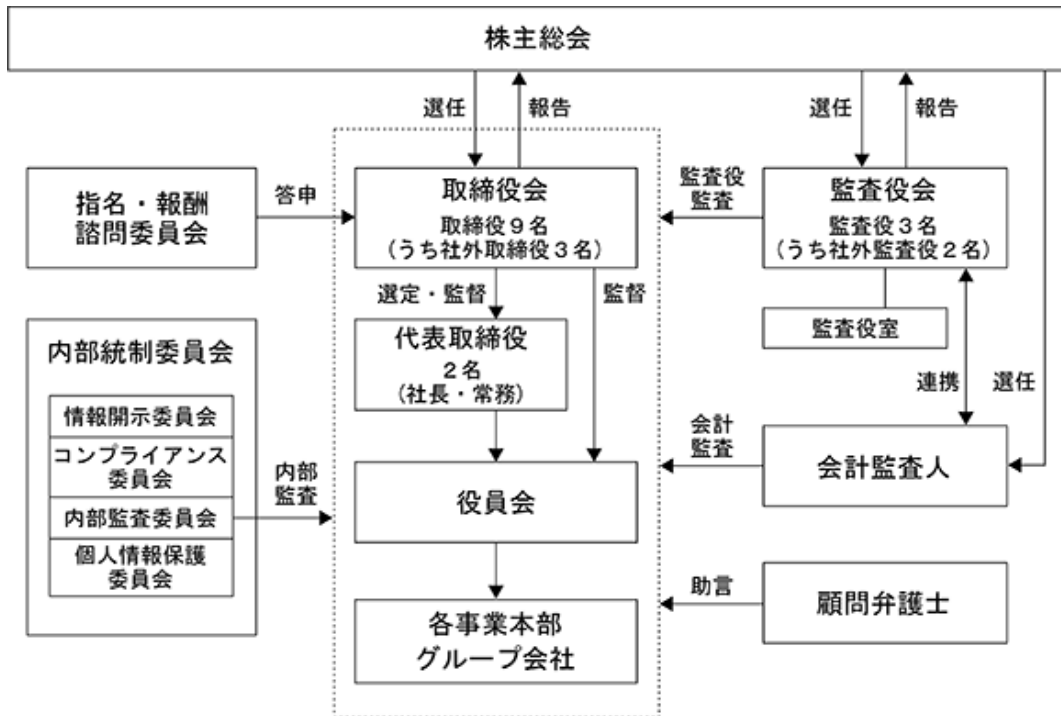 株主総会
選任
報告
選任
報告
指名・報酬
諮問委員会
答申
取締役会
取締役９名
（うち社外取締役３名）
監査役
監査
監査役会
監査役３名
（うち社外監査役２名）
選定・監督
監督
監査役室
内部統制委員会
代表取締役
２名
（社長・常務）
連携
選任
情報開示委員会
コンプライアンス
委員会
内部監査委員会
個人情報保護
委員会
内部
監査
役員会
会計
監査
会計監査人
各事業本部
グループ会社
助言
顧問弁護士